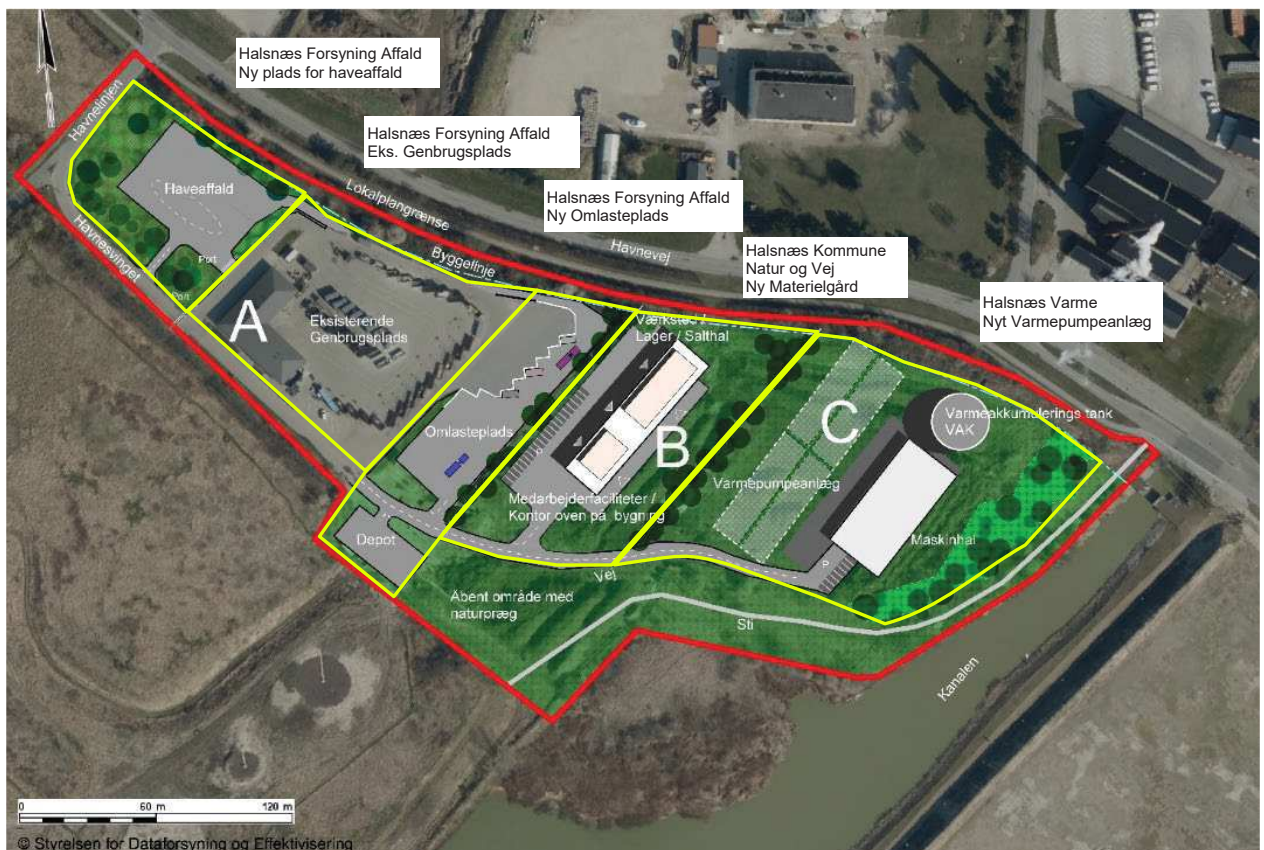 Halsnæs Forsyning Affald
Ny plads for haveaffald
Halsnæs Forsyning Affald
Eks. Genbrugsplads
Halsnæs Forsyning Affald
Ny Omlasteplads
Halsnæs Kommune
Natur og Vej
Ny Materielgård
Halsnæs Varme
Nyt Varmepumpeanlæg
Havnelinjen
Haveaffald
Havnesvinget
Port
Port
Lokalplangrænse
Byggelinje
Havnevej
A
Eksisterende
Genbrugsplads
Omlasteplads
Depot
Værksted /
Lager / Salthal
P
B
Medarbejderfaciliteter /
Kontor oven på bygning
C
Varmepumpeanlæg
Varmeakkumulerings tank
VAK
Maskinhal
P
Vej
Åbent område med
naturpræg
Sti
Kanalen
0 60 m 120 m
© Styrelsen for Dataforsyning og Effektivisering